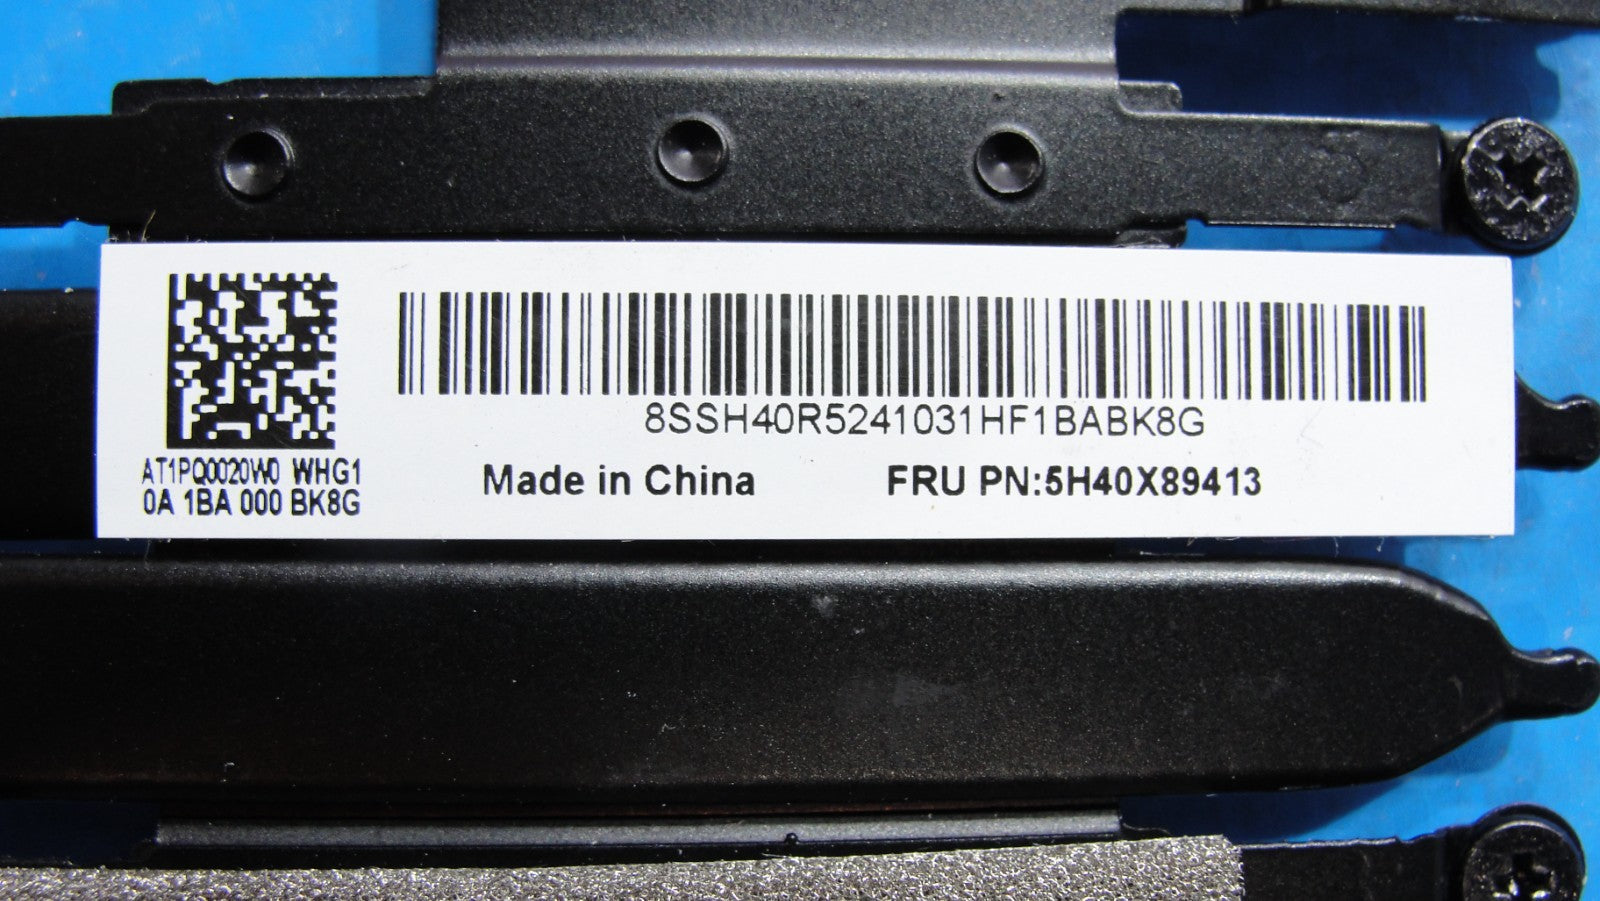 8SSH40R5241031HF1BABK8G
AT1PQ0020W0 WHG1
0A 1BA 000 BK8G
Made in China
FRU PN:5H40X89413